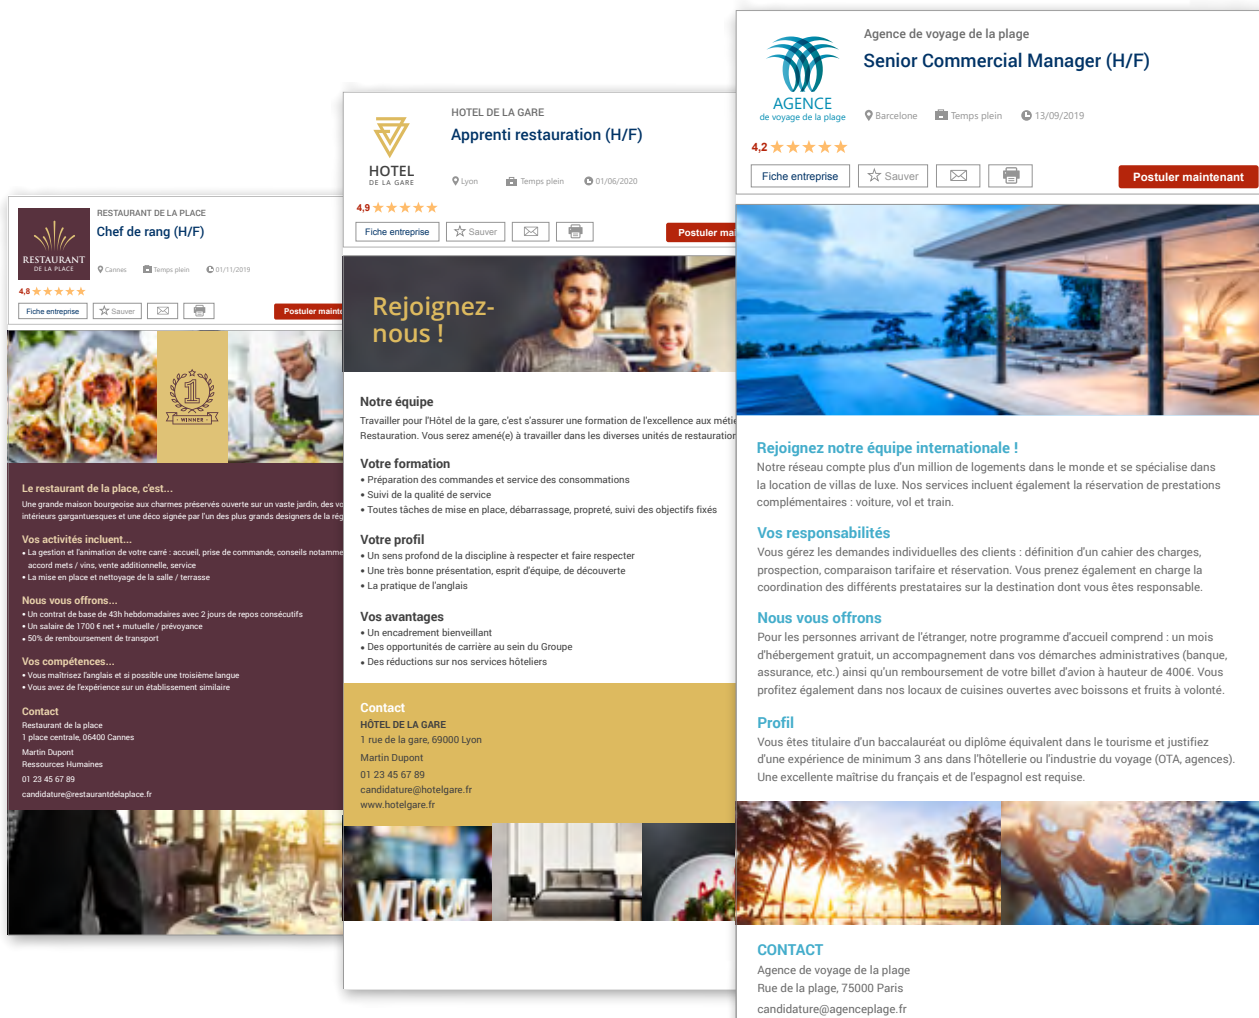 RESTAURANT
DE LA PLACE
RESTAURANT DE LA PLACE
Chef de rang (H/F)
Cannes Temps plein 01/11/2019
4,8
Fiche entreprise Sauver Postuler mainte
1
WINNER
Le restaurant de la place, c'est...
Une grande maison bourgeoise aux charmes préservés ouverte sur un vaste jardin, des vo
intérieurs gargantuesques et une déco signée par l'un des plus grands designers de la rég
Vos activités incluent...
• La gestion et l'animation de votre carré : accueil, prise de commande, conseils notamme
accord mets / vins, vente additionnelle, service
• La mise en place et nettoyage de la salle / terrasse
Nous vous offrons...
• Un contrat de base de 43h hebdomadaires avec 2 jours de repos consécutifs
• Un salaire de 1700 € net + mutuelle / prévoyance
• 50% de remboursement de transport
Vos compétences...
• Vous maîtrisez l'anglais et si possible une troisième langue
• Vous avez de l'expérience sur un établissement similaire
Contact
Restaurant de la place
1 place centrale, 06400 Cannes
Martin Dupont
Ressources Humaines
01 23 45 67 89
candidature@restaurantdelaplace.fr
HOTEL
DE LA GARE
HOTEL DE LA GARE
Apprenti restauration (H/F)
Lyon Temps plein 01/06/2020
4,9
Fiche entreprise Sauver Postuler mai
Rejoignez-
nous !
Notre équipe
Travailler pour l'Hôtel de la gare, c'est s'assurer une formation de l'excellence aux métie
Restauration. Vous serez amené(e) à travailler dans les diverses unités de restauration
Votre formation
• Préparation des commandes et service des consommations
• Suivi de la qualité de service
• Toutes tâches de mise en place, débarrassage, propreté, suivi des objectifs fixés
Votre profil
• Un sens profond de la discipline à respecter et faire respecter
• Une très bonne présentation, esprit d'équipe, de découverte
• La pratique de l'anglais
Vos avantages
• Un encadrement bienveillant
• Des opportunités de carrière au sein du Groupe
• Des réductions sur nos services hôteliers
Contact
HÔTEL DE LA GARE
1 rue de la gare, 69000 Lyon
Martin Dupont
01 23 45 67 89
candidature@hotelgare.fr
www.hotelgare.fr
WELCOME
AGENCE
de voyage de la plage
Agence de voyage de la plage
Senior Commercial Manager (H/F)
Barcelone Temps plein 13/09/2019
4,2
Fiche entreprise Sauver Postuler maintenant
Rejoignez notre équipe internationale !
Notre réseau compte plus d'un million de logements dans le monde et se spécialise dans
la location de villas de luxe. Nos services incluent également la réservation de prestations
complémentaires : voiture, vol et train.
Vos responsabilités
Vous gérez les demandes individuelles des clients : définition d'un cahier des charges,
prospection, comparaison tarifaire et réservation. Vous prenez également en charge la
coordination des différents prestataires sur la destination dont vous êtes responsable.
Nous vous offrons
Pour les personnes arrivant de l'étranger, notre programme d'accueil comprend : un mois
d'hébergement gratuit, un accompagnement dans vos démarches administratives (banque,
assurance, etc.) ainsi qu'un remboursement de votre billet d'avion à hauteur de 400€. Vous
profitez également dans nos locaux de cuisines ouvertes avec boissons et fruits à volonté.
Profil
Vous êtes titulaire d'un baccalauréat ou diplôme équivalent dans le tourisme et justifiez
d'une expérience de minimum 3 ans dans l'hôtellerie ou l'industrie du voyage (OTA, agences).
Une excellente maîtrise du français et de l'espagnol est requise.
CONTACT
Agence de voyage de la plage
Rue de la plage, 75000 Paris
candidature@agenceplage.fr